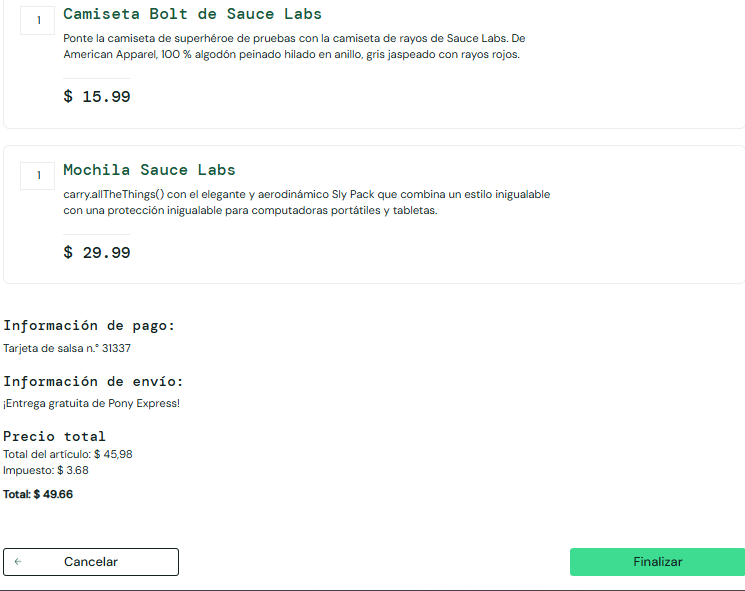 1
Camiseta Bolt de Sauce Labs
Ponte la camiseta de superhéroe de pruebas con la camiseta de rayos de Sauce Labs. De
American Apparel, 100 % algodón peinado hilado en anillo, gris jaspeado con rayos rojos.
$ 15.99
1
Mochila Sauce Labs
carry.allTheThings() con el elegante y aerodinámico Sly Pack que combina un estilo inigualable
con una protección inigualable para computadoras portátiles y tabletas.
$ 29.99
Información de pago:
Tarjeta de salsa n.° 31337
Información de envío:
¡Entrega gratuita de Pony Express!
Precio total
Total del artículo: $ 45,98
Impuesto: $ 3.68
Total: $ 49.66
← Cancelar
Finalizar